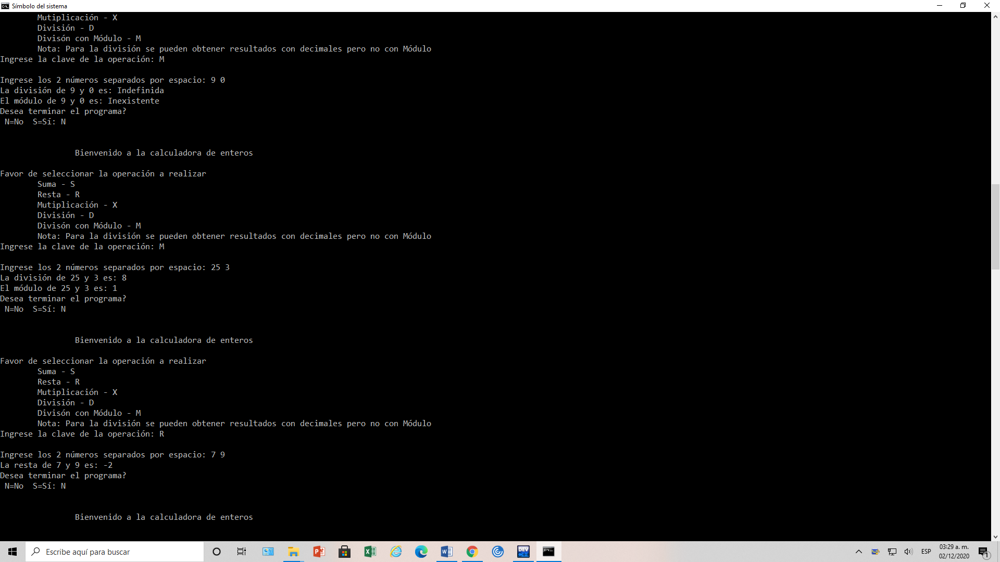 Símbolo del sistema
Mutiplicación - X
División - D
Divisón con Módulo - M
Nota: Para la división se pueden obtener resultados con decimales pero no con Módulo
Ingrese la clave de la operación: M
Ingrese los 2 números separados por espacio: 9 0
La división de 9 y 0 es: Indefinida
El módulo de 9 y 0 es: Inexistente
Desea terminar el programa?
N=No  S=Sí: N
Bienvenido a la calculadora de enteros
Favor de seleccionar la operación a realizar
Suma - S
Resta - R
Mutiplicación - X
División - D
Divisón con Módulo - M
Nota: Para la división se pueden obtener resultados con decimales pero no con Módulo
Ingrese la clave de la operación: M
Ingrese los 2 números separados por espacio: 25 3
La división de 25 y 3 es: 8
El módulo de 25 y 3 es: 1
Desea terminar el programa?
N=No  S=Sí: N
Bienvenido a la calculadora de enteros
Favor de seleccionar la operación a realizar
Suma - S
Resta - R
Mutiplicación - X
División - D
Divisón con Módulo - M
Nota: Para la división se pueden obtener resultados con decimales pero no con Módulo
Ingrese la clave de la operación: R
Ingrese los 2 números separados por espacio: 7 9
La resta de 7 y 9 es: -2
Desea terminar el programa?
N=No  S=Sí: N
Bienvenido a la calculadora de enteros
Escribe aquí para buscar
DEV
ESP
03:29 a. m.
02/12/2020
1